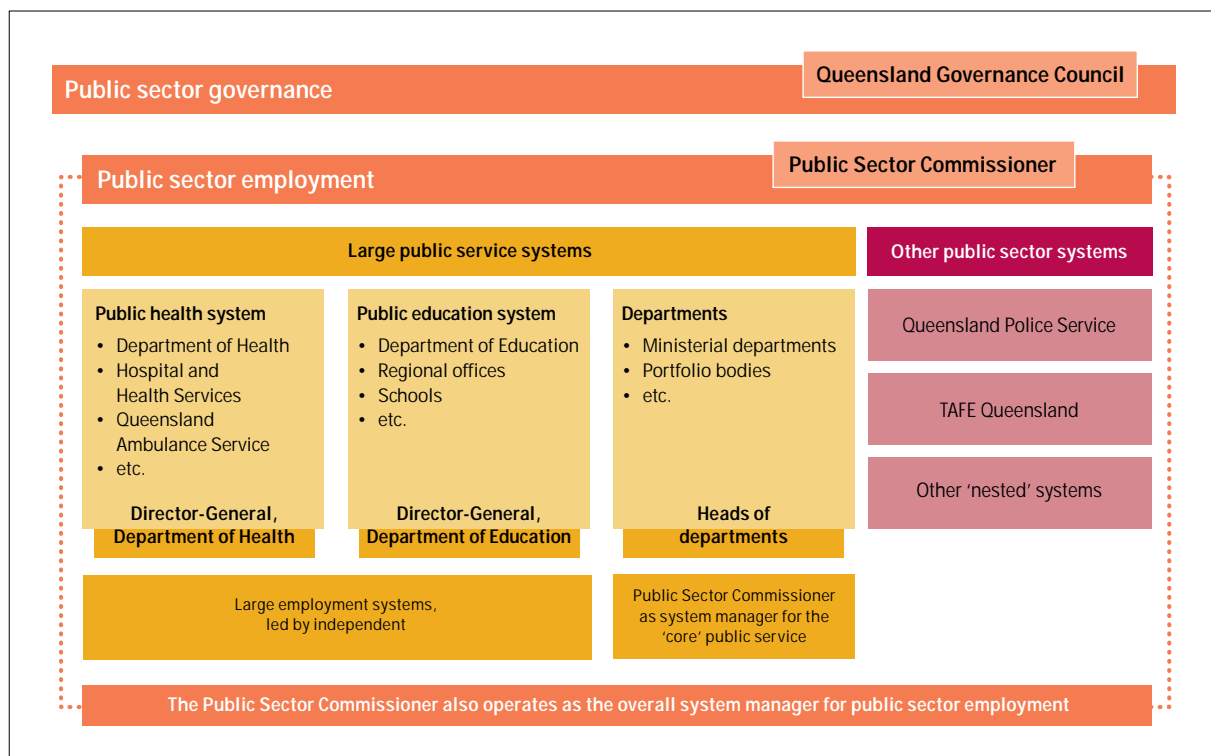 Queensland Governance Council
Public sector governance
Public Sector Commissioner
Public sector employment
Large public service systems
Other public sector systems
Public health system
• Department of Health
• Hospital and
Health Services
• Queensland
Ambulance Service
• etc.
Director-General,
Department of Health
Public education system
• Department of Education
• Regional offices
• Schools
• etc.
Director-General,
Department of Education
Departments
• Ministerial departments
• Portfolio bodies
• etc.
Heads of
departments
Queensland Police Service
TAFE Queensland
Other ‘nested’ systems
Large employment systems,
led by independent
Public Sector Commissioner
as system manager for the
‘core’ public service
The Public Sector Commissioner also operates as the overall system manager for public sector employment